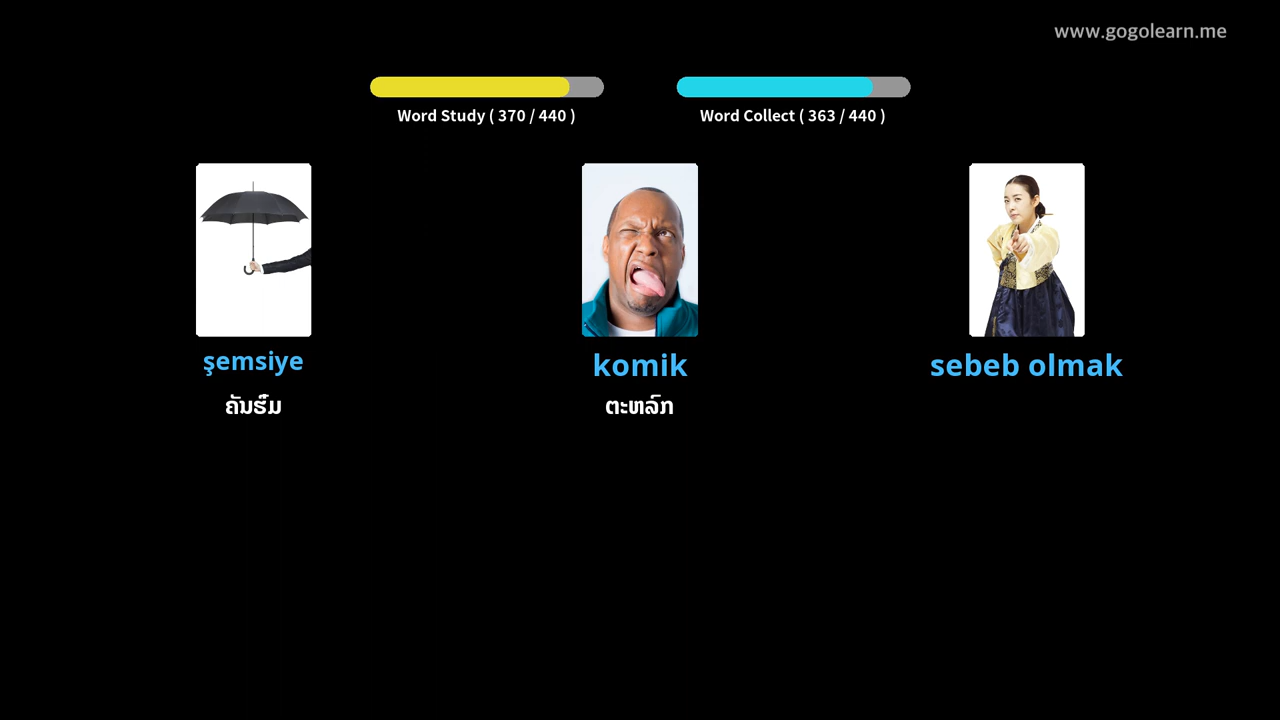 www.gogolearn.me
Word Study ( 370 / 440 )
Word Collect ( 363 / 440 )
şemsiye
komik
sebeb olmak
ຄັນຮົ່ມ
ຕະຫລົກ